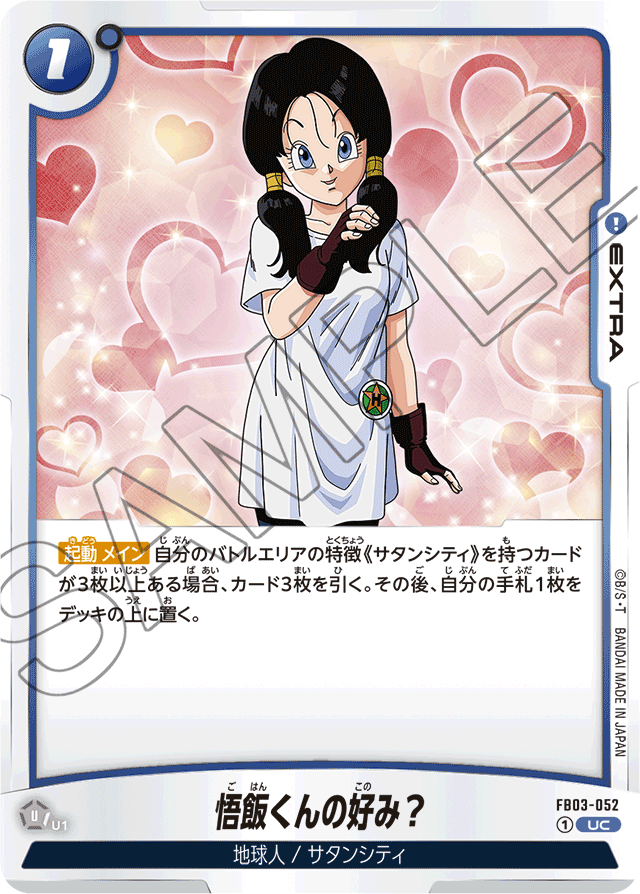 1
EXTRA
SAMPLE
起動 メイン 自分のバトルエリアの特徴《サタンシティ》を持つカード
が3枚以上ある場合、カード3枚を引く。その後、自分の手札1枚を
デッキの上に置く。
©B/S・T BANDAI MADE IN JAPAN
悟飯くんの好み?
地球人 / サタンシティ
FB03-052
1 UC
U/U1